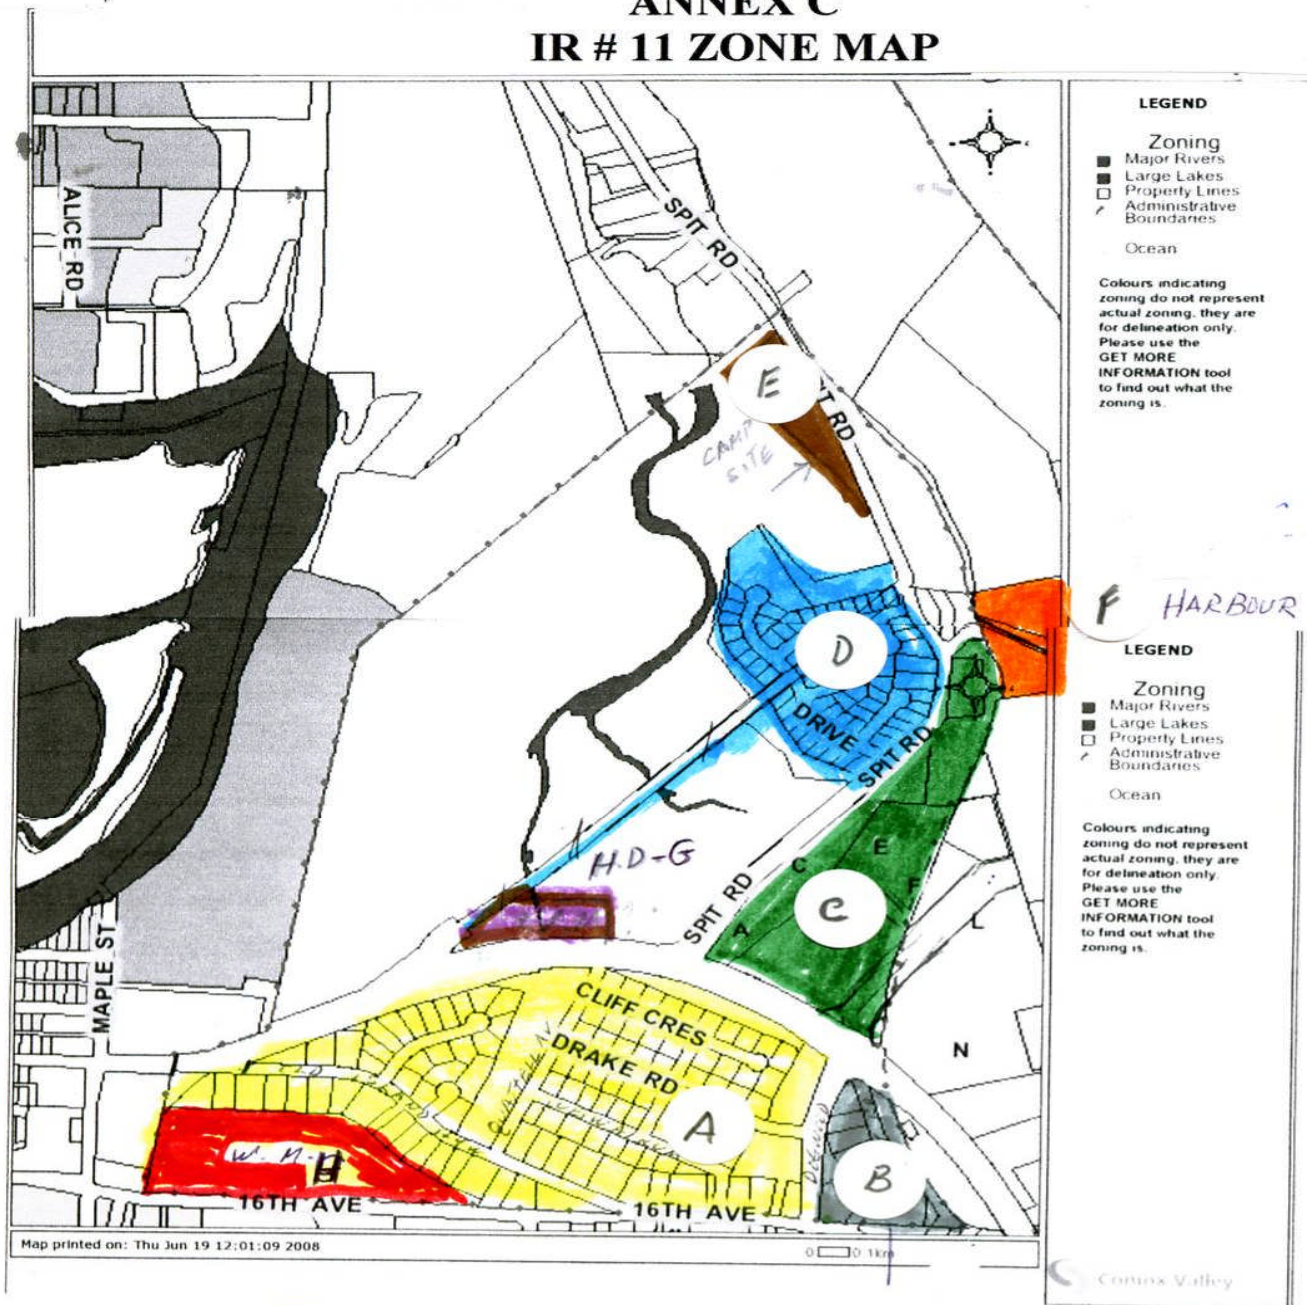 ANNEX C
IR # 11 ZONE MAP
LEGEND
Zoning
Major Rivers
Large Lakes
Property Lines
Administrative
Boundaries
Ocean
Colours indicating
zoning do not represent
actual zoning, they are
for delineation only.
Please use the
GET MORE
INFORMATION tool
to find out what the
zoning is.
ALICE RD
SPIT RD
E
IT RD
CAMP
SITE
F HARBOUR
LEGEND
Zoning
Major Rivers
Large Lakes
Property Lines
Administrative
Boundaries
Ocean
Colours indicating
zoning do not represent
actual zoning, they are
for delineation only.
Please use the
GET MORE
INFORMATION tool
to find out what the
zoning is.
D
DRIVE
SPIT RD
H.D-G
SPIT RD
C
E
F
A
C
L
N
MAPLE ST
CLIFF CRES
DRAKE RD
A
B
H
16TH AVE
16TH AVE
Map printed on: Thu Jun 19 12:01:09 2008
0 0.1km
Comox Valley